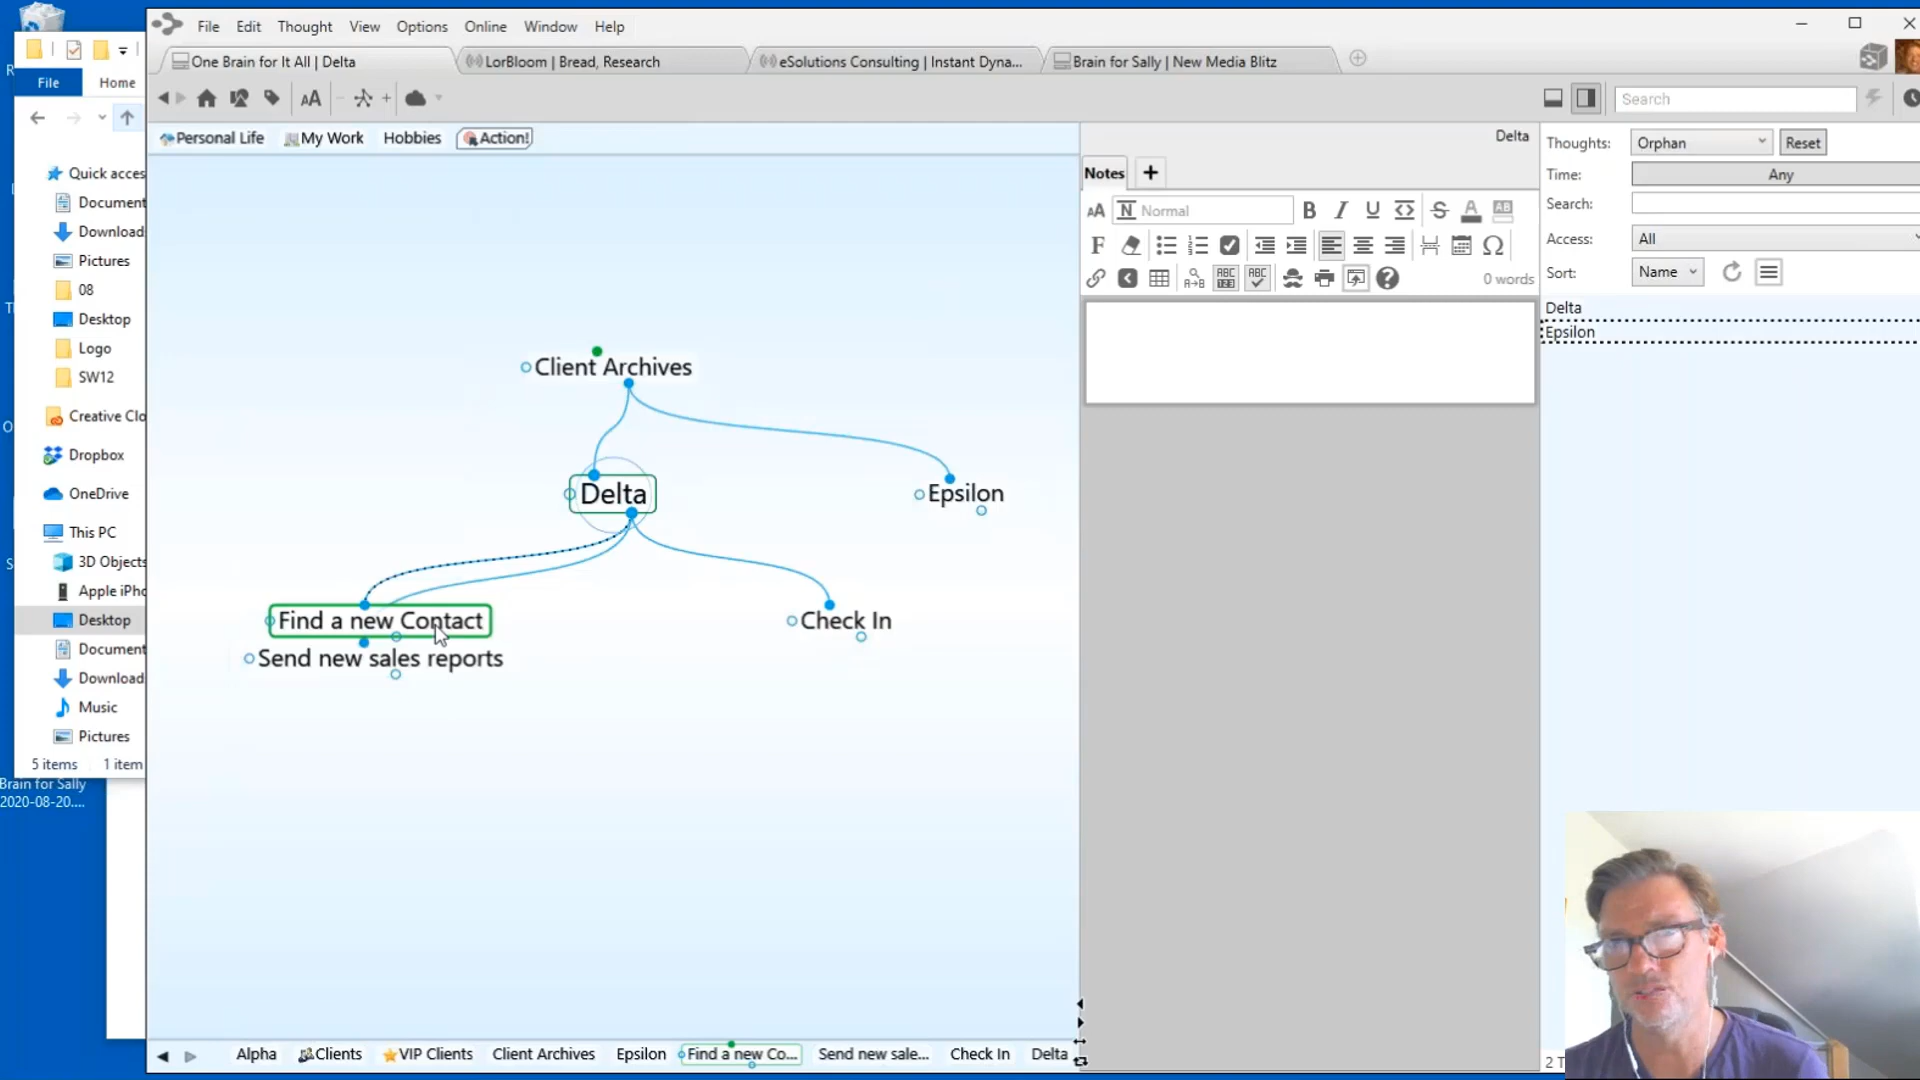 File Edit Thought View Options Online Window Help
One Brain for It All | Delta
LorBloom | Bread, Research
eSolutions Consulting | Instant Dyna...
Brain for Sally | New Media Blitz
File Home
AA
Search
Personal Life My Work Hobbies Action!
Delta
Notes
Normal
0 words
Thoughts: Orphan Reset
Time: Any
Search:
Access: All
Sort: Name
Delta
Epsilon
Quick acces
Document
Download
Pictures
08
Desktop
Logo
SW12
Creative Clo
Dropbox
OneDrive
This PC
3D Objects
Apple iPho
Desktop
Document
Download
Music
Pictures
5 items 1 item
Brain for Sally
2020-08-20....
Client Archives
Delta
Epsilon
Find a new Contact
Check In
Send new sales reports
Alpha Clients VIP Clients Client Archives Epsilon Find a new Co... Send new sale... Check In Delta